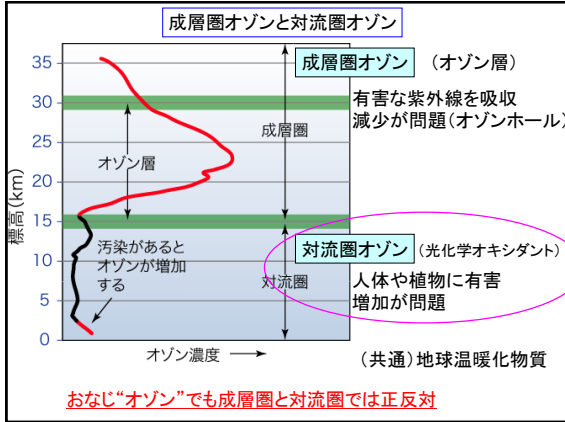 成層圏オゾンと対流圏オゾン
35
30
25
20
15
10
5
0
標高(km)
オゾン層
成層圏
汚染があると
オゾンが増加
する
対流圏
オゾン濃度
成層圏オゾン (オゾン層)
有害な紫外線を吸収
減少が問題(オゾンホール)
対流圏オゾン (光化学オキシダント)
人体や植物に有害
増加が問題
(共通)地球温暖化物質
おなじ“オゾン”でも成層圏と対流圏では正反対